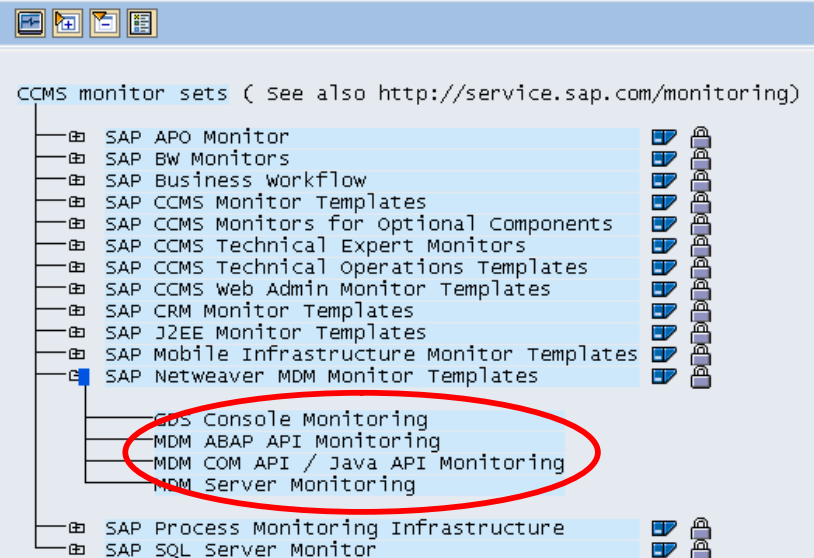 CCMS monitor sets ( See also http://service.sap.com/monitoring)
SAP APO Monitor
SAP BW Monitors
SAP Business Workflow
SAP CCMS Monitor Templates
SAP CCMS Monitors for Optional Components
SAP CCMS Technical Expert Monitors
SAP CCMS Technical Operations Templates
SAP CCMS Web Admin Monitor Templates
SAP CRM Monitor Templates
SAP J2EE Monitor Templates
SAP Mobile Infrastructure Monitor Templates
SAP Netweaver MDM Monitor Templates
GDS Console Monitoring
MDM ABAP API Monitoring
MDM COM API / Java API Monitoring
MDM Server Monitoring
SAP Process Monitoring Infrastructure
SAP SQL Server Monitor